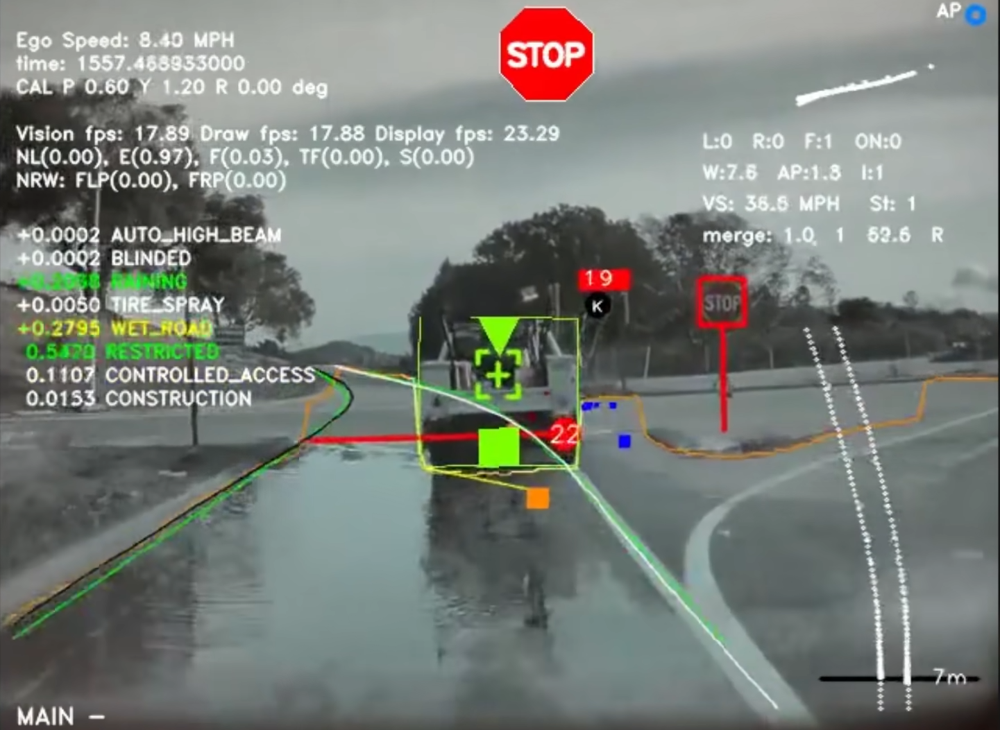 AP
STOP
Ego Speed: 8.40 MPH
time: 1557.466933000
CAL P 0.60 Y 1.20 R 0.00 deg
Vision fps: 17.89 Draw fps: 17.88 Display fps: 23.29
NL(0.00), E(0.97), F(0.03), TF(0.00), S(0.00)
NRW: FLP(0.00), FRP(0.00)
L:0 R:0 F:1 ON:0
W:7.6 AP:1.8 I:1
VS: 36.6 MPH St: 1
merge: 1.0, 1 52.5 R
+0.0002 AUTO_HIGH_BEAM
+0.0002 BLINDED
RAINING
+0.0050 TIRE_SPRAY
+0.2795 WET_ROAD
0.5470 RESTRICTED
0.1107 CONTROLLED_ACCESS
0.0153 CONSTRUCTION
19
K
STOP
22
7m
MAIN -